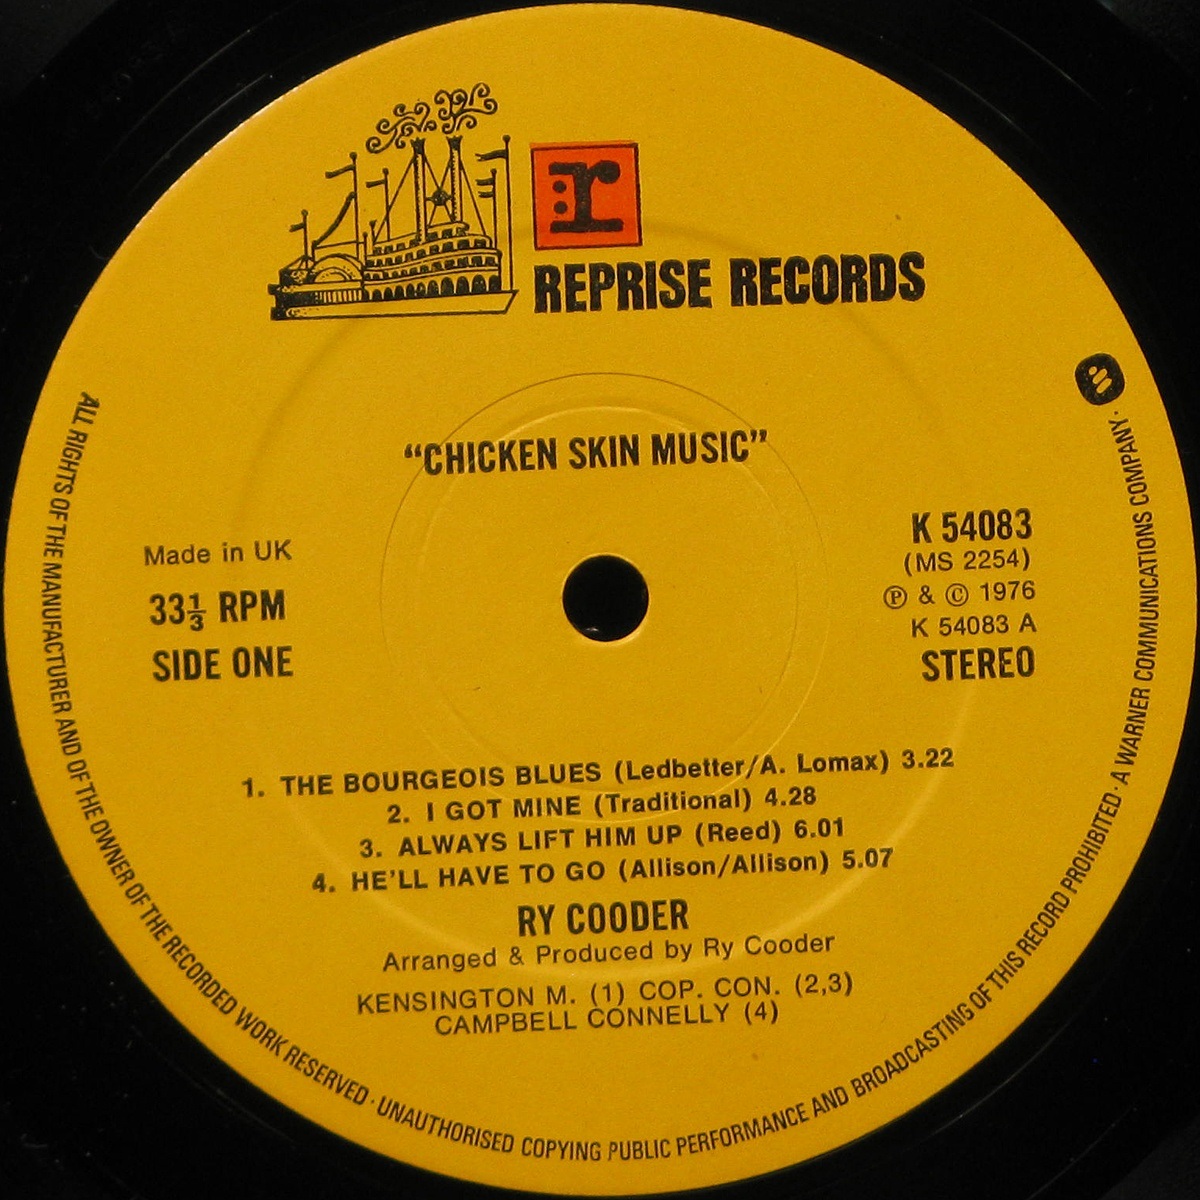 r
REPRISE RECORDS
“CHICKEN SKIN MUSIC”
Made in UK
33⅓ RPM
SIDE ONE
K 54083
(MS 2254)
Ⓟ & © 1976
K 54083 A
STEREO
1. THE BOURGEOIS BLUES (Ledbetter/A. Lomax) 3.22
2. I GOT MINE (Traditional) 4.28
3. ALWAYS LIFT HIM UP (Reed) 6.01
4. HE'LL HAVE TO GO (Allison/Allison) 5.07
RY COODER
Arranged & Produced by Ry Cooder
KENSINGTON M. (1) COP. CON. (2,3)
CAMPBELL CONNELLY (4)
ALL RIGHTS OF THE MANUFACTURER AND OF THE OWNER OF THE RECORDED WORK RESERVED · UNAUTHORISED COPYING PUBLIC PERFORMANCE AND BROADCASTING OF THIS RECORD PROHIBITED · A WARNER COMMUNICATIONS COMPANY ·